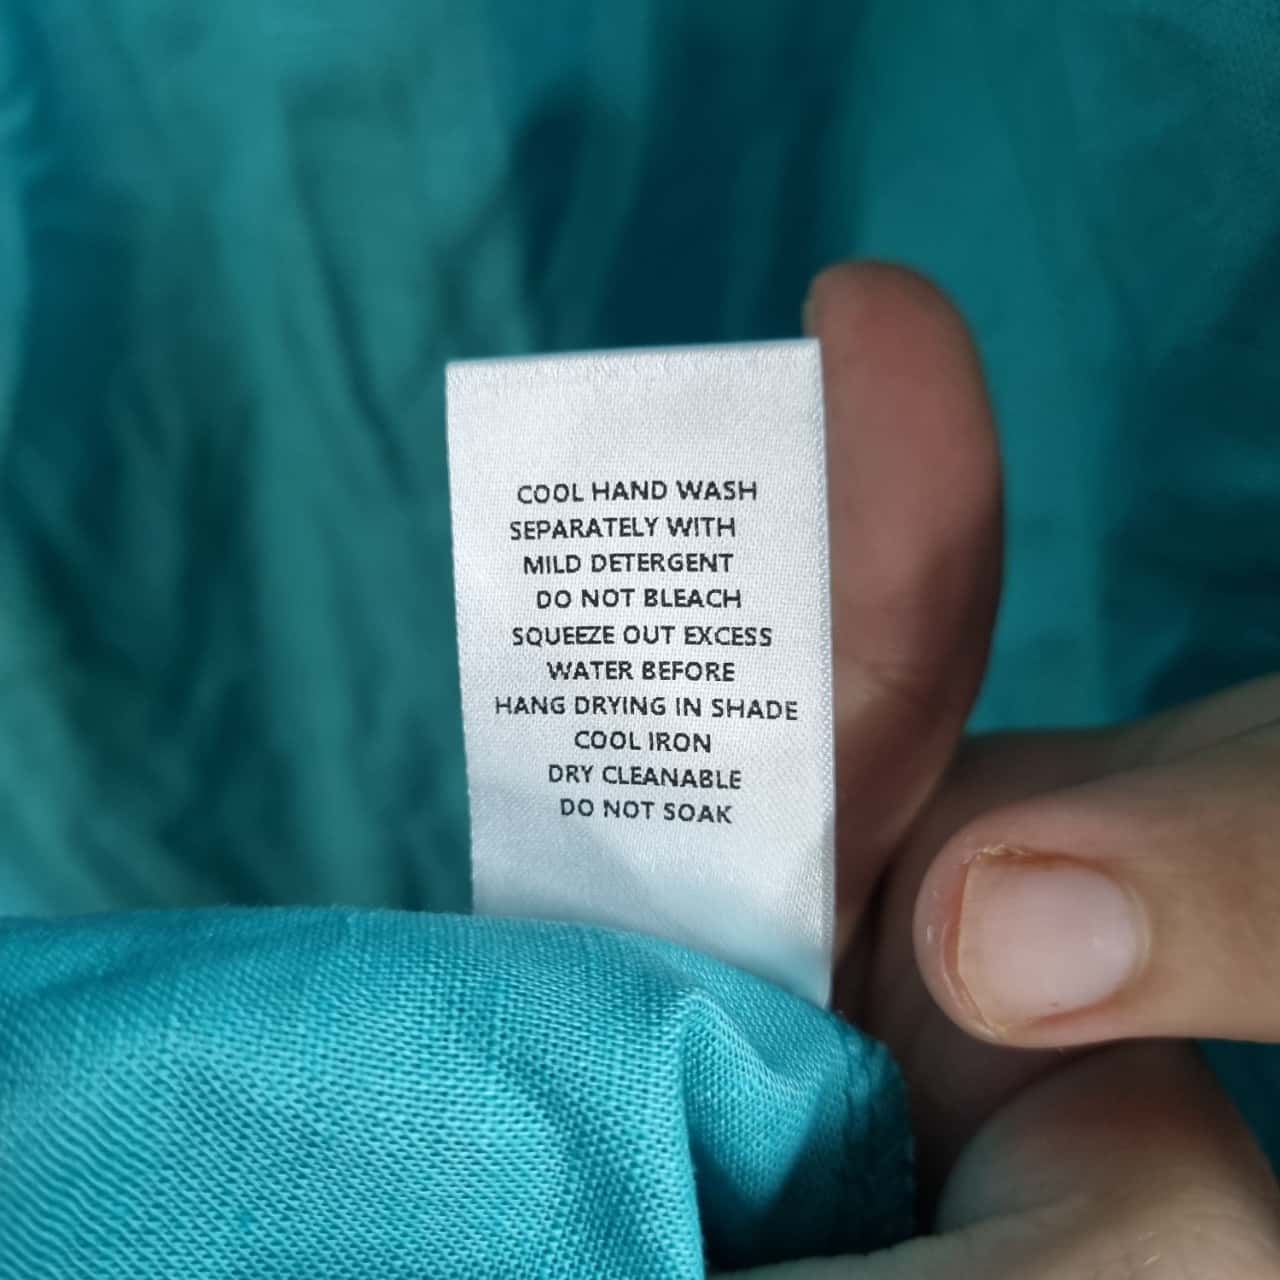 COOL HAND WASH
SEPARATELY WITH
MILD DETERGENT
DO NOT BLEACH
SQUEEZE OUT EXCESS
WATER BEFORE
HANG DRYING IN SHADE
COOL IRON
DRY CLEANABLE
DO NOT SOAK